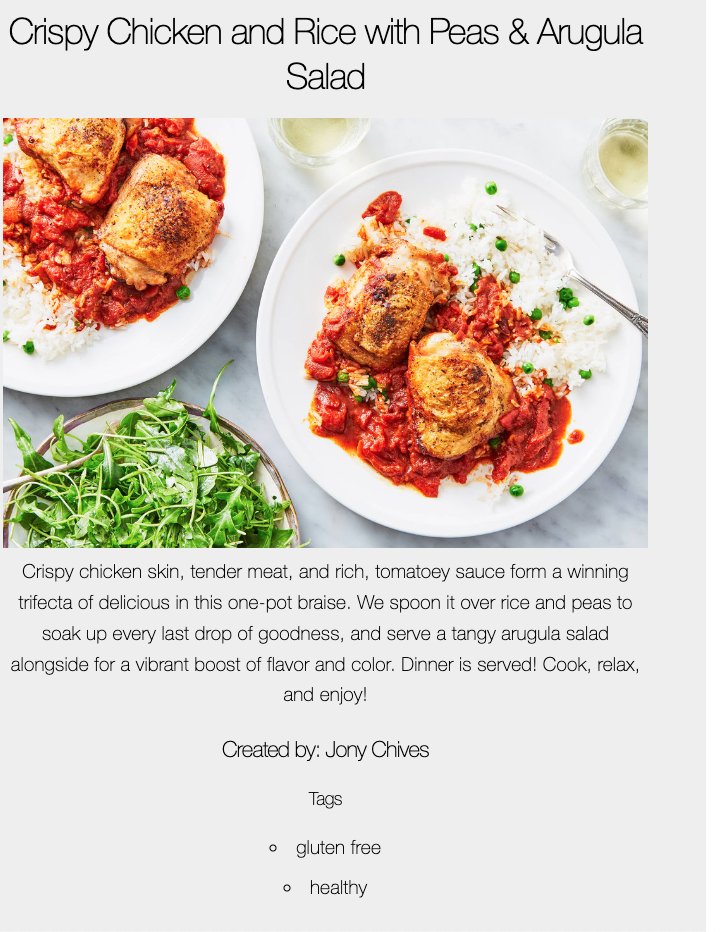 Crispy Chicken and Rice with Peas & Arugula
Salad
Crispy chicken skin, tender meat, and rich, tomatoey sauce form a winning
trifecta of delicious in this one-pot braise. We spoon it over rice and peas to
soak up every last drop of goodness, and serve a tangy arugula salad
alongside for a vibrant boost of flavor and color. Dinner is served! Cook, relax,
and enjoy!
Created by: Jony Chives
Tags
gluten free
healthy